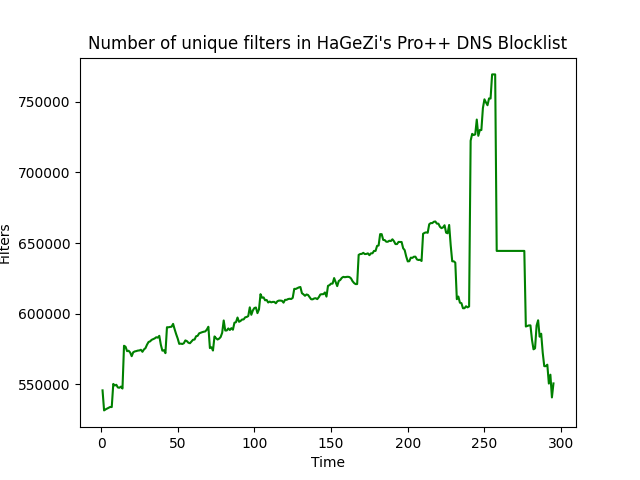 Number of unique filters in HaGeZi's Pro++ DNS Blocklist
750000
700000
650000
600000
550000
Filters
0 50 100 150 200 250 300
Time